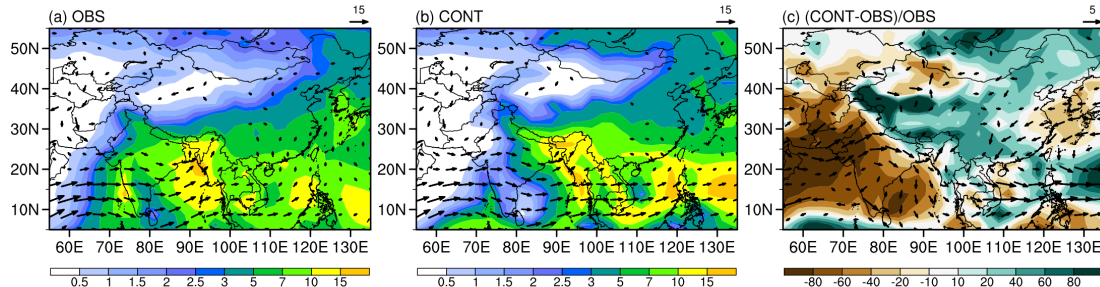 (a) OBS
15
(b) CONT
15
(c) (CONT-OBS)/OBS
5
50N
40N
30N
20N
10N
60E 70E 80E 90E 100E 110E 120E 130E
0.5 1 1.5 2 2.5 3 5 7 10 15
50N
40N
30N
20N
10N
60E 70E 80E 90E 100E 110E 120E 130E
0.5 1 1.5 2 2.5 3 5 7 10 15
50N
40N
30N
20N
10N
60E 70E 80E 90E 100E 110E 120E 130E
-80 -60 -40 -20 -10 10 20 40 60 80